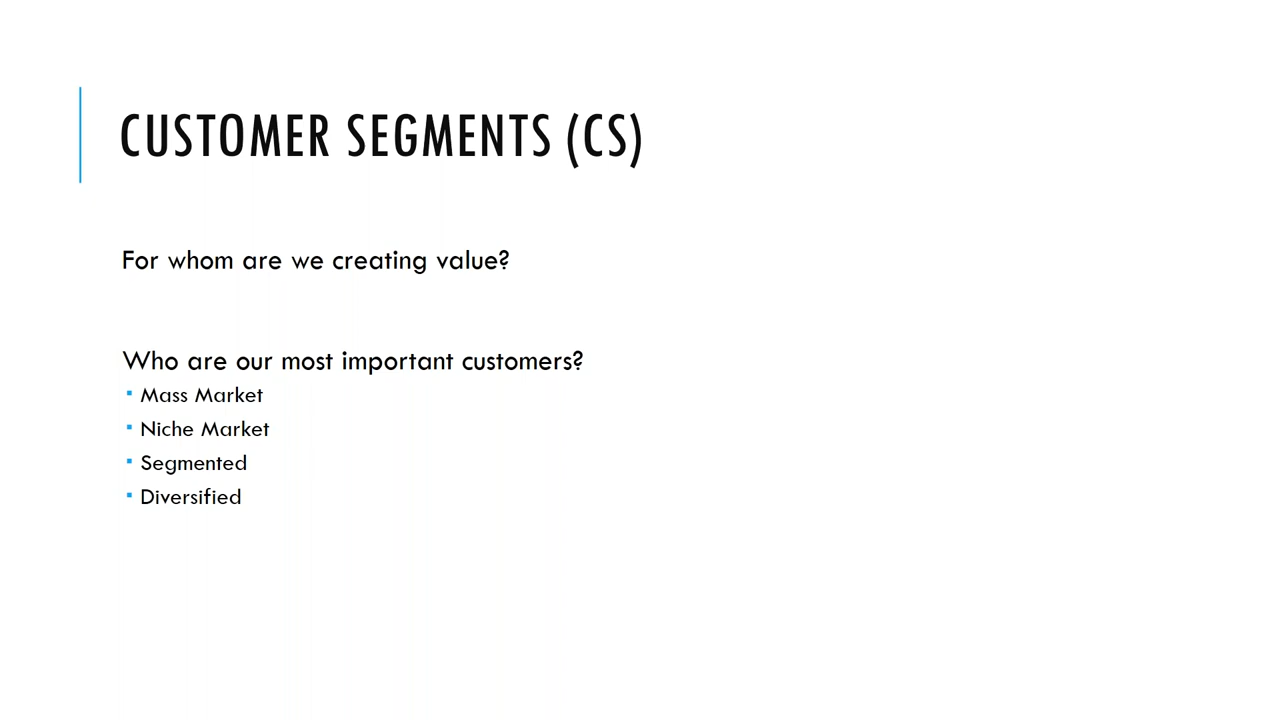 CUSTOMER SEGMENTS (CS)
For whom are we creating value?
Who are our most important customers?
Mass Market
Niche Market
Segmented
Diversified